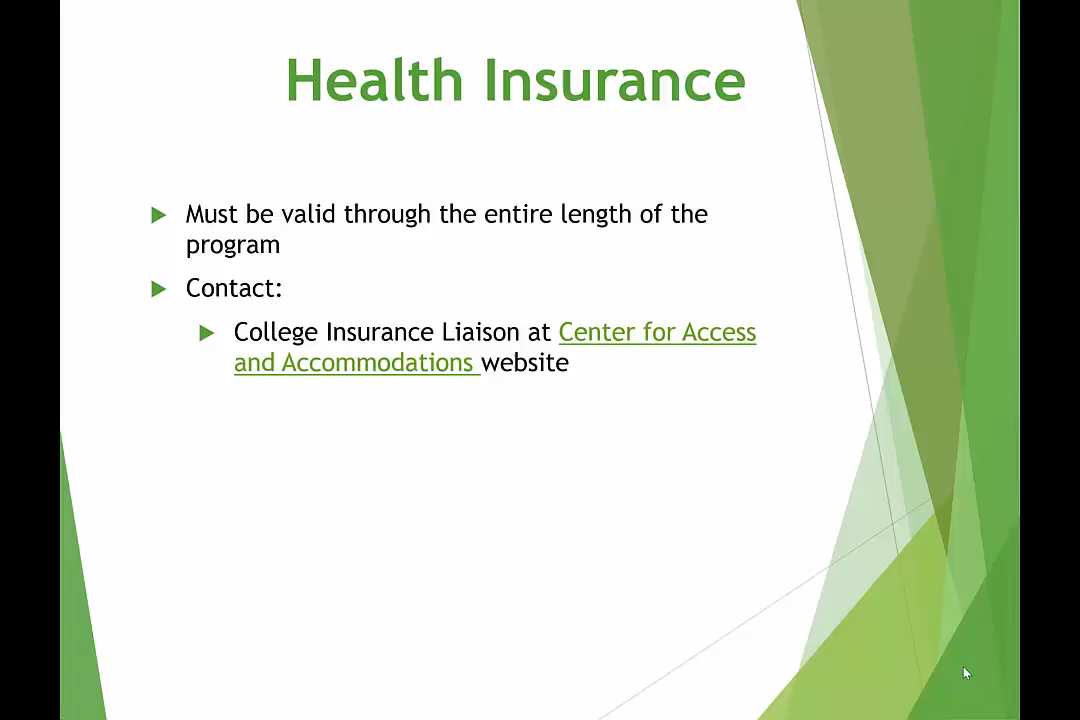 Health Insurance
Must be valid through the entire length of the
program
Contact:
College Insurance Liaison at Center for Access
and Accommodations website